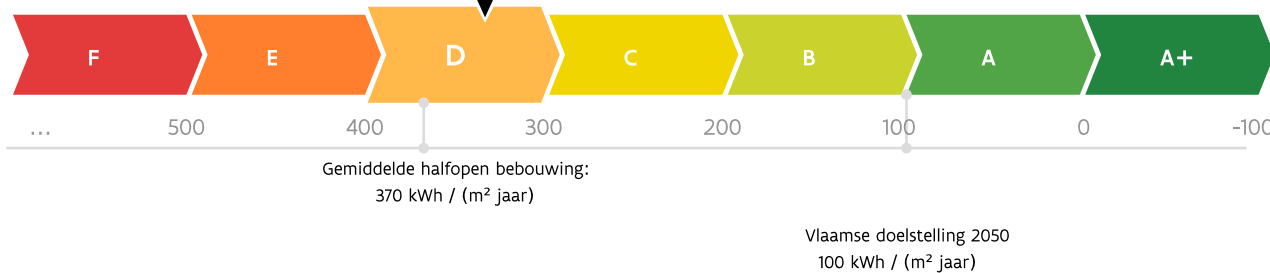 F E D C B A A+
... 500 400 300 200 100 0 -100
Gemiddelde halfopen bebouwing:
370 kWh / (m² jaar)
Vlaamse doelstelling 2050
100 kWh / (m² jaar)